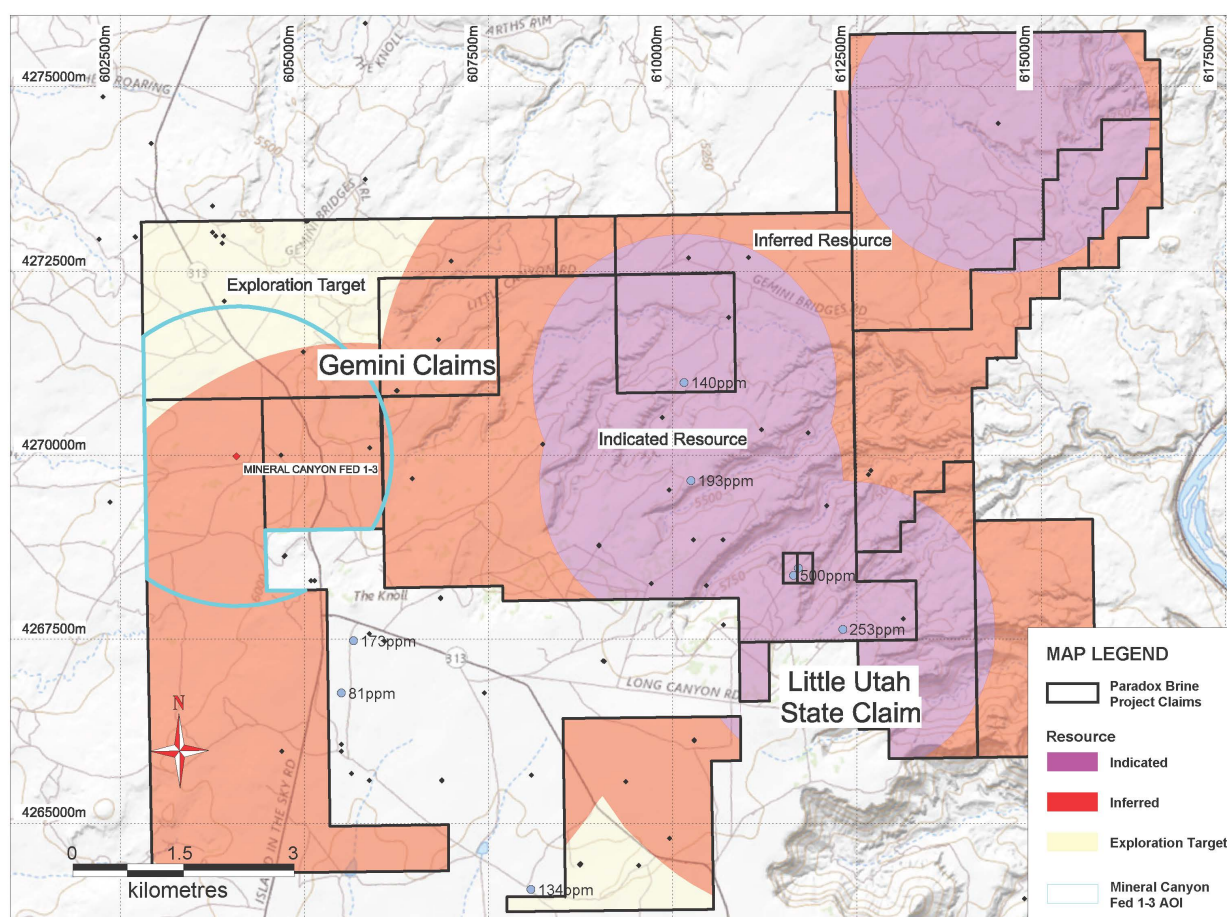 602500m
605000m
607500m
610000m
612500m
615000m
617500m
ARTHS RIM
THE KNOLL
4275000m
THE ROARING
5500
5250
GEMINI BRIDGES
RL
Inferred Resource
4272500m
313
Exploration Target
LITTLE CANYON RD
GEMINI BRIDGES RD
Gemini Claims
140ppm
Indicated Resource
4270000m
MINERAL CANYON FED 1-3
193ppm
5500
6000
5750
500ppm
The Knoll
253ppm
4267500m
173ppm
313
LONG CANYON RD
81ppm
Little Utah
State Claim
N
ISLAND IN THE SKY RD
4265000m
0 1.5 3
kilometres
134ppm
MAP LEGEND
Paradox Brine
Project Claims
Resource
Indicated
Inferred
Exploration Target
Mineral Canyon
Fed 1-3 AOI